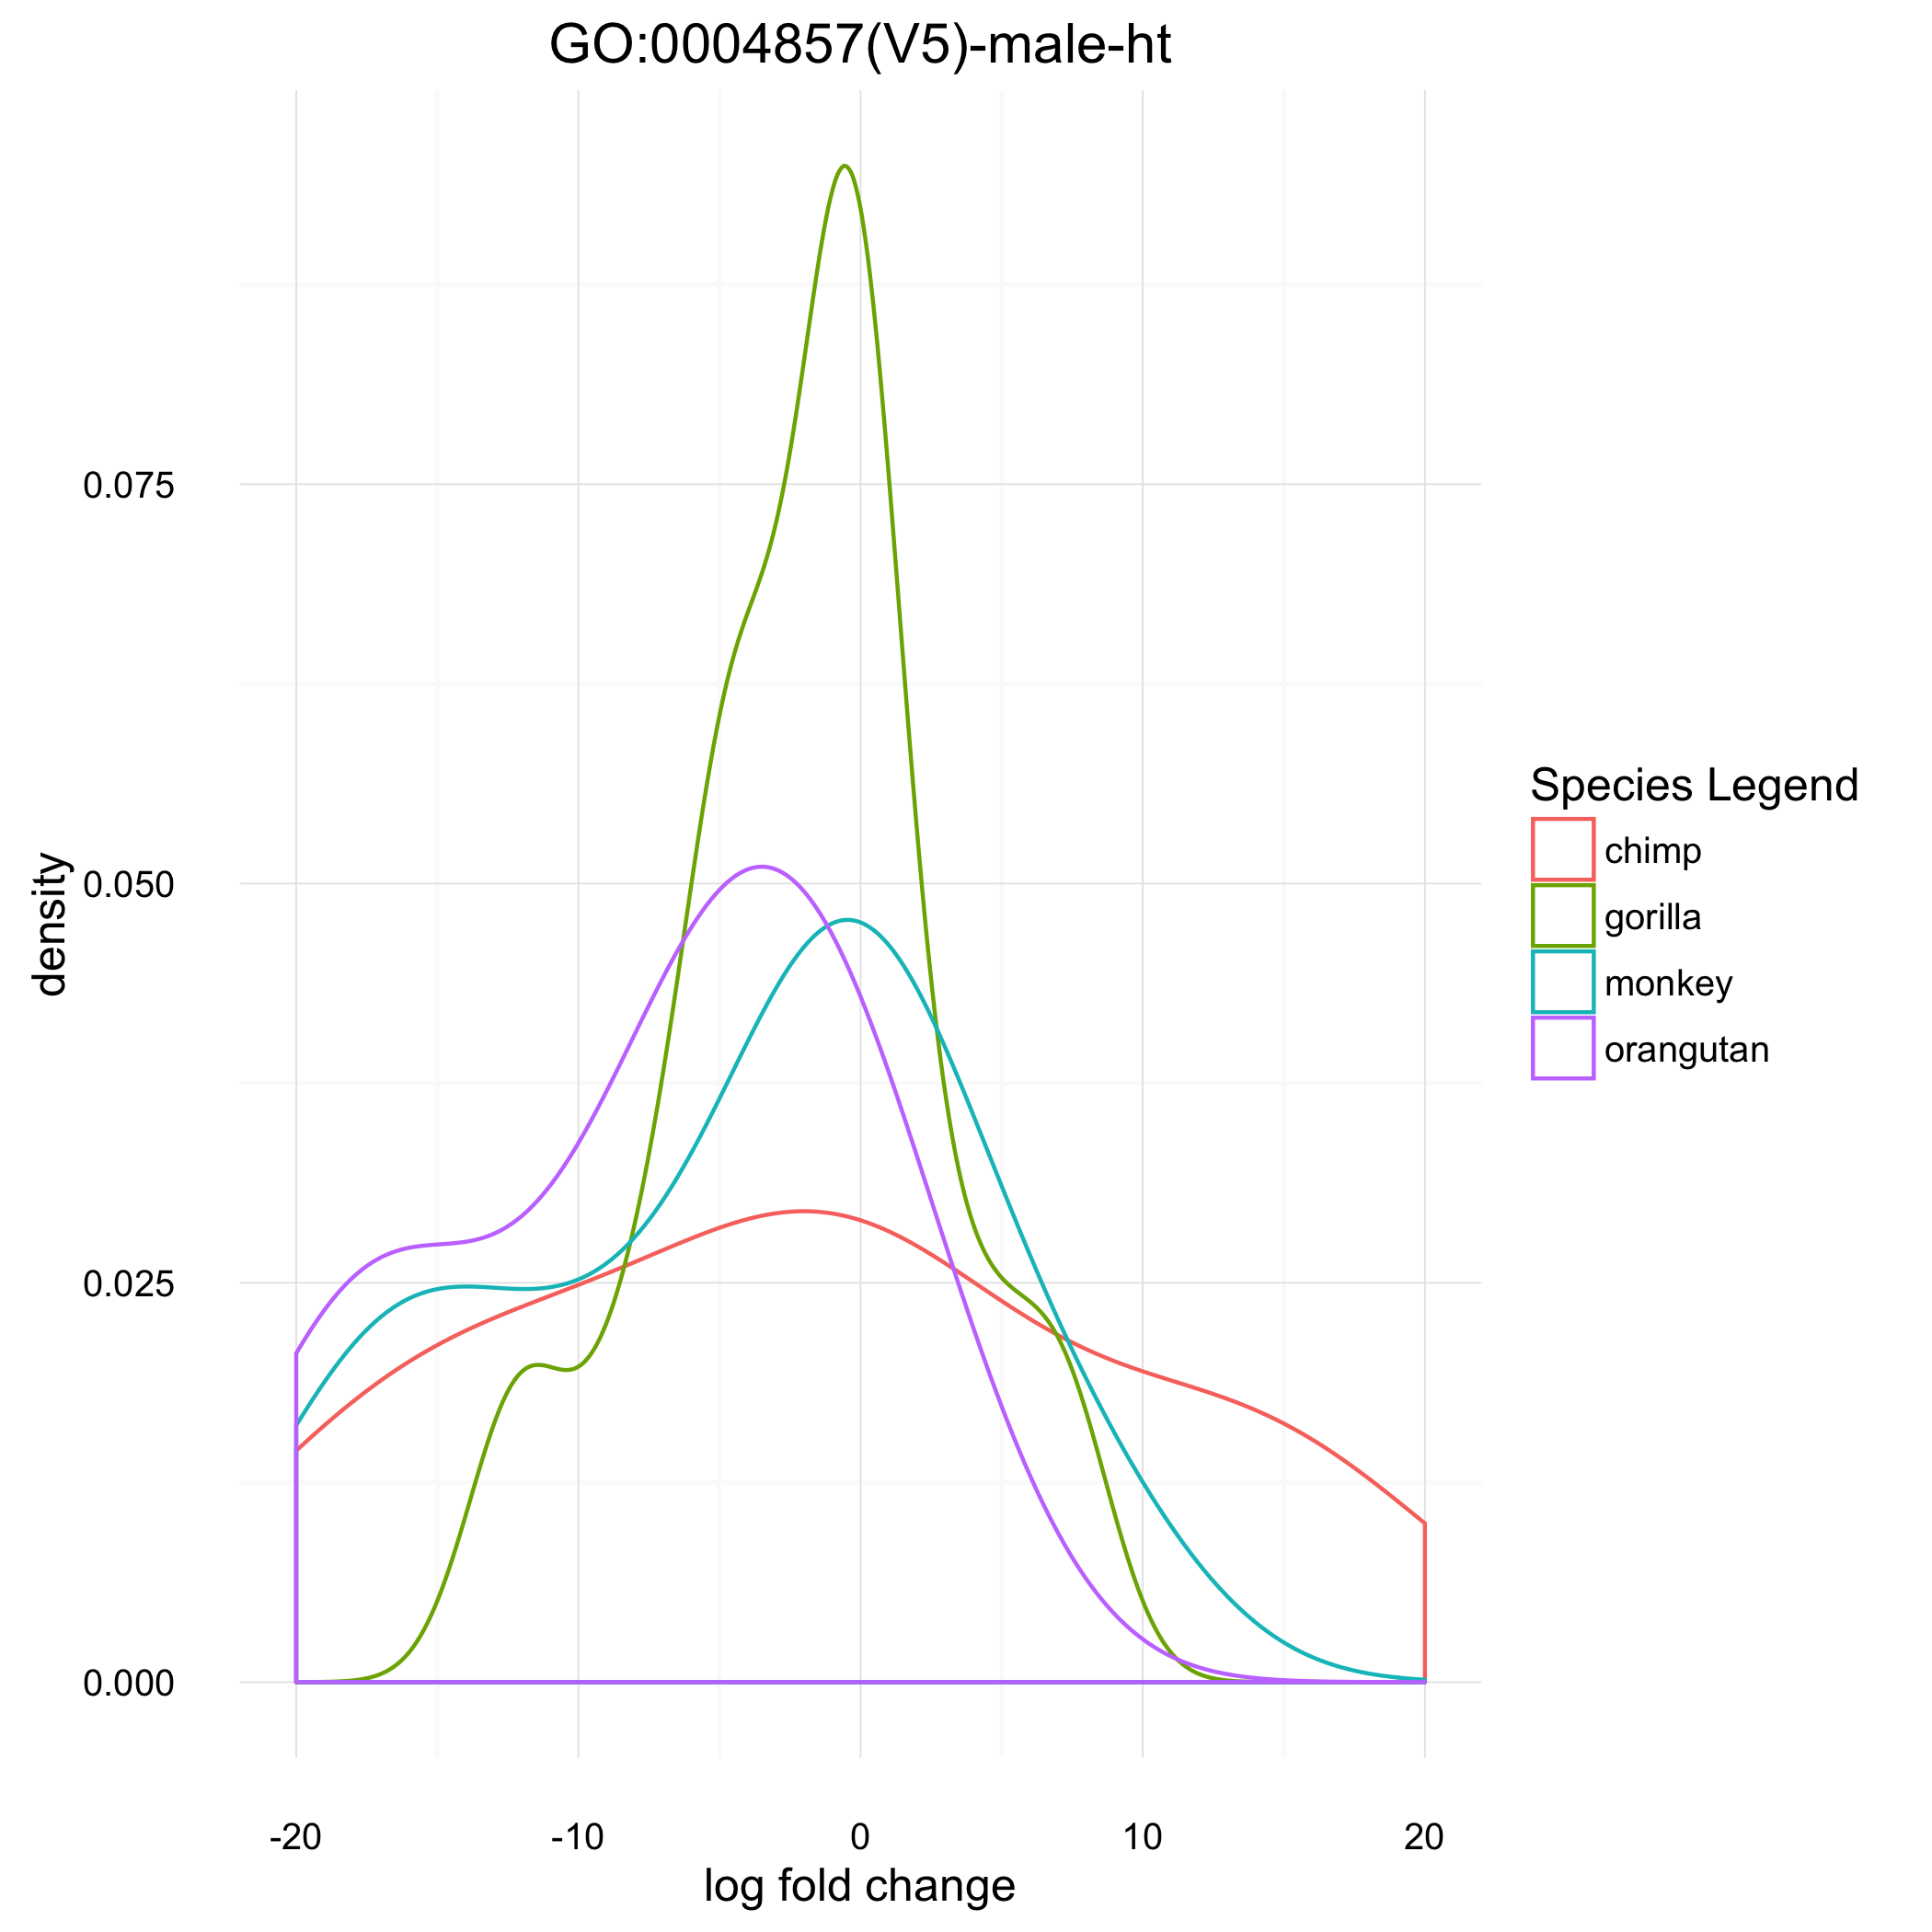 GO:0004857(V5)-male-ht
density
0.075
0.050
0.025
0.000
-20 -10 0 10 20
log fold change
Species Legend
chimp
gorilla
monkey
orangutan